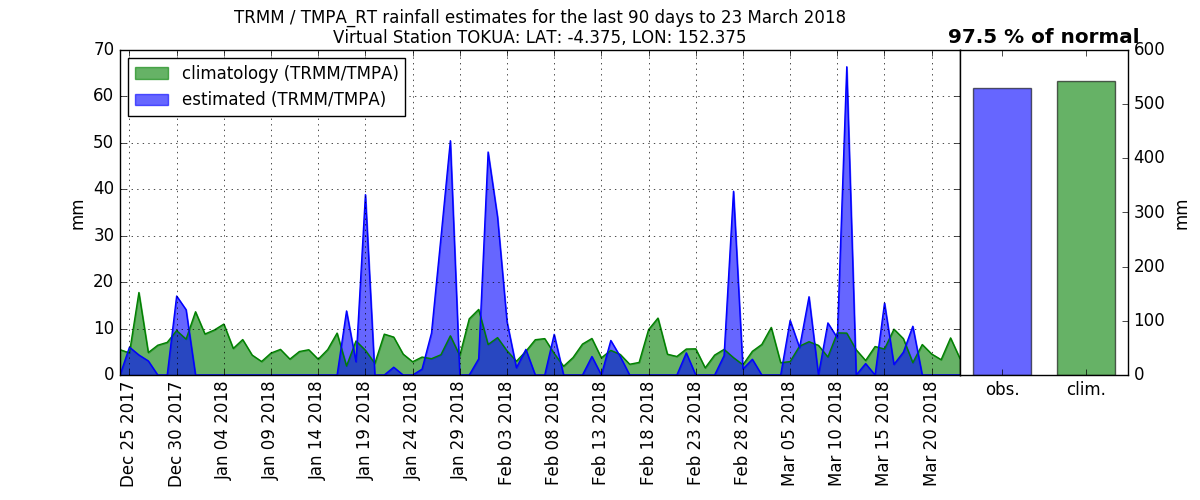 TRMM / TMPA_RT rainfall estimates for the last 90 days to 23 March 2018
Virtual Station TOKUA: LAT: -4.375, LON: 152.375
97.5 % of normal
climatology (TRMM/TMPA)
estimated (TRMM/TMPA)
70
60
50
40
30
20
10
0
mm
Dec 25 2017
Dec 30 2017
Jan 04 2018
Jan 09 2018
Jan 14 2018
Jan 19 2018
Jan 24 2018
Jan 29 2018
Feb 03 2018
Feb 08 2018
Feb 13 2018
Feb 18 2018
Feb 23 2018
Feb 28 2018
Mar 05 2018
Mar 10 2018
Mar 15 2018
Mar 20 2018
600
500
400
300
200
100
0
mm
obs.
clim.